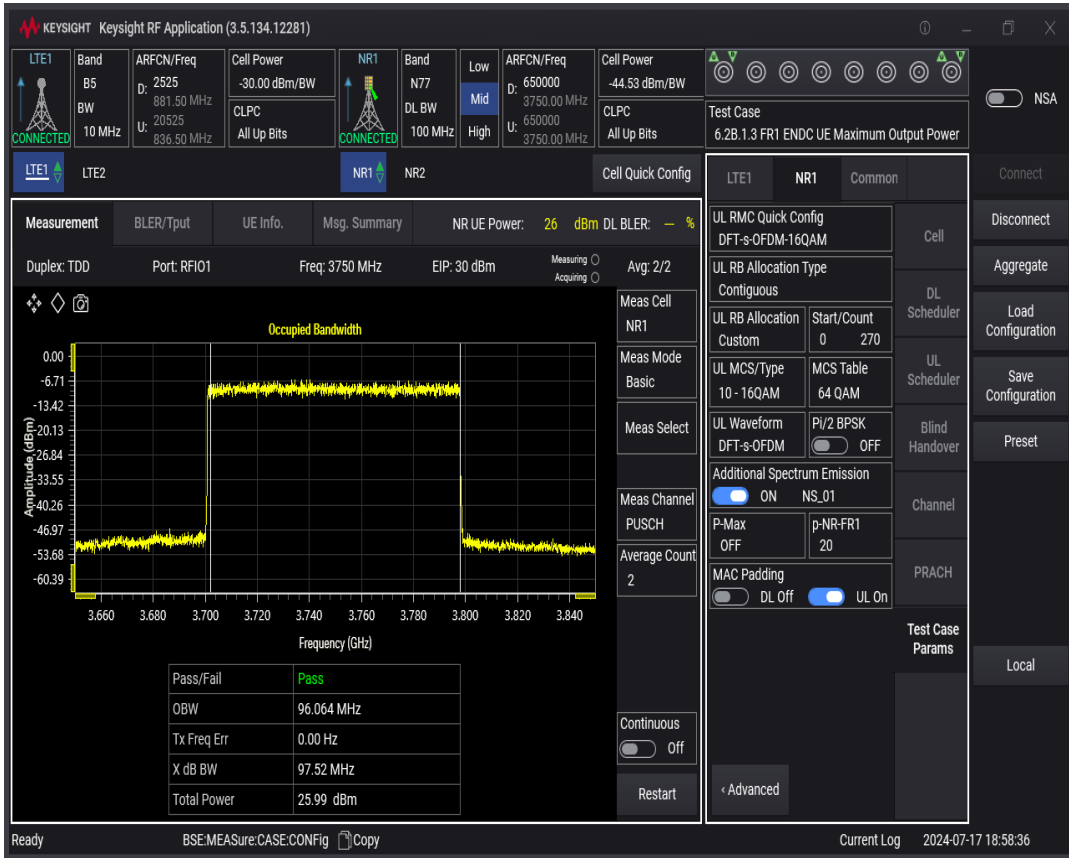 KEYSIGHT Keysight RF Application (3.5.134.12281)
LTE1 Band ARFCN/Freq Cell Power NR1 Band Low ARFCN/Freq Cell Power
B5 D: 2525 -30.00 dBm/BW N77 D: 650000 -44.53 dBm/BW
881.50 MHz 3750.00 MHz
BW CLPC DL BW Mid CLPC
U: 20525 U: 650000
CONNECTED 10 MHz 836.50 MHz All Up Bits CONNECTED 100 MHz High 3750.00 MHz All Up Bits
Test Case
6.2B.1.3 FR1 ENDC UE Maximum Output Power
NSA
LTE1 LTE2 NR1 NR2 Cell Quick Config
Measurement BLER/Tput UE Info. Msg. Summary NR UE Power: 26 dBm DL BLER: — %
Duplex: TDD Port: RFIO1 Freq: 3750 MHz EIP: 30 dBm Measuring Avg: 2/2
Acquiring
Occupied Bandwidth
Amplitude (dBm)
0.00
-6.71
-13.42
-20.13
-26.84
-33.55
-40.26
-46.97
-53.68
-60.39
3.660 3.680 3.700 3.720 3.740 3.760 3.780 3.800 3.820 3.840
Frequency (GHz)
Pass/Fail Pass
OBW 96.064 MHz
Tx Freq Err 0.00 Hz
X dB BW 97.52 MHz
Total Power 25.99 dBm
Meas Cell
NR1
Meas Mode
Basic
Meas Select
Meas Channel
PUSCH
Average Count
2
Continuous
Off
Restart
LTE1 NR1 Common
UL RMC Quick Config
DFT-s-OFDM-16QAM
UL RB Allocation Type
Contiguous
UL RB Allocation Start/Count
Custom 0 270
UL MCS/Type MCS Table
10 - 16QAM 64 QAM
UL Waveform Pi/2 BPSK
DFT-s-OFDM OFF
Additional Spectrum Emission
ON NS_01
P-Max p-NR-FR1
OFF 20
MAC Padding
DL Off UL On
‹ Advanced
Cell
DL
Scheduler
UL
Scheduler
Blind
Handover
Channel
PRACH
Test Case
Params
Connect
Disconnect
Aggregate
Load
Configuration
Save
Configuration
Preset
Local
Ready BSE:MEASure:CASE:CONFig Copy Current Log 2024-07-17 18:58:36